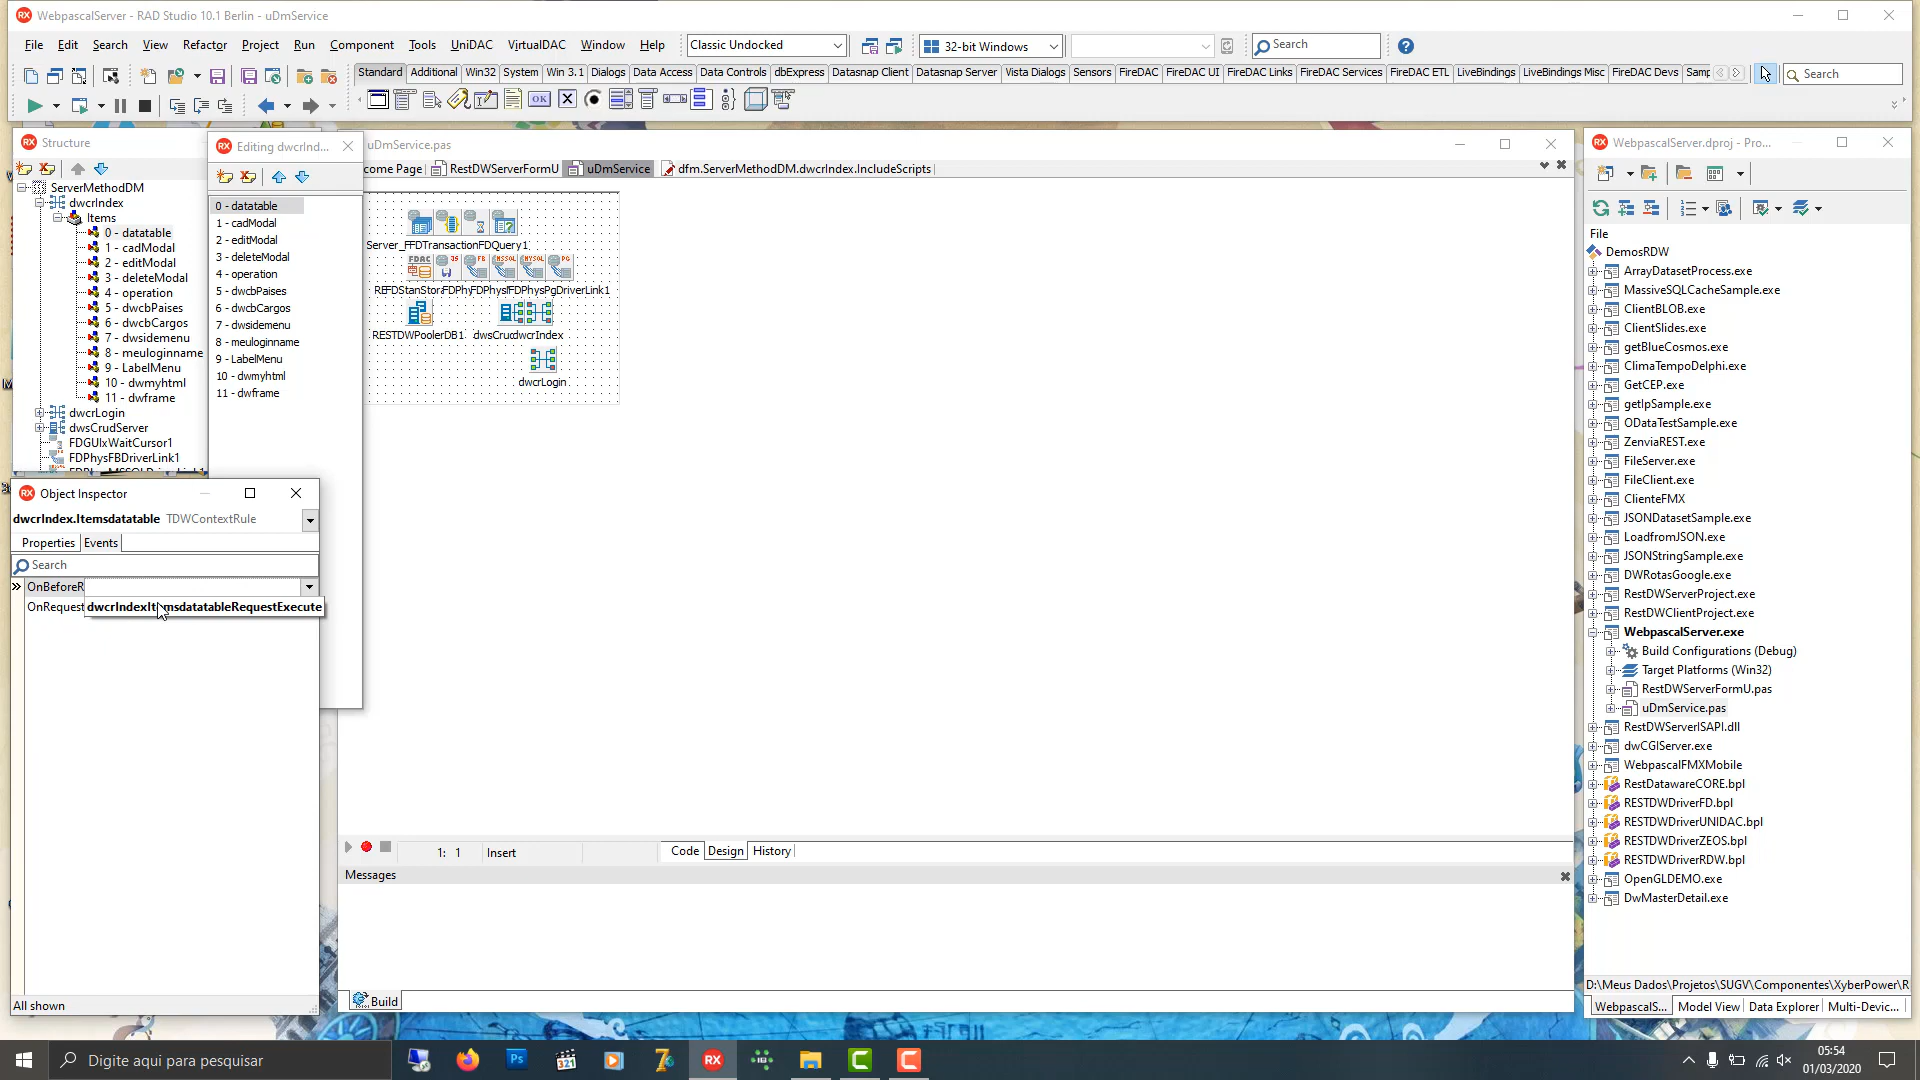 WebpascalServer - RAD Studio 10.1 Berlin - uDmService
File Edit Search View Refactor Project Run Component Tools UniDAC VirtualDAC Window Help
Classic Undocked
32-bit Windows
Search
Standard Additional Win32 System Win 3.1 Dialogs Data Access Data Controls dbExpress Datasnap Client Datasnap Server Vista Dialogs Sensors FireDAC FireDAC UI FireDAC Links FireDAC Services FireDAC ETL LiveBindings LiveBindings Misc FireDAC Devs Samp
Search
OK
Structure
ServerMethodDM
dwcrIndex
Items
0 - datatable
1 - cadModal
2 - editModal
3 - deleteModal
4 - operation
5 - dwcbPaises
6 - dwcbCargos
7 - dwsidemenu
8 - meuloginname
9 - LabelMenu
10 - dwmyhtml
11 - dwframe
dwcrLogin
dwsCrudServer
FDGUIxWaitCursor1
FDPhysFBDriverLink1
Editing dwcrInd...
0 - datatable
1 - cadModal
2 - editModal
3 - deleteModal
4 - operation
5 - dwcbPaises
6 - dwcbCargos
7 - dwsidemenu
8 - meuloginname
9 - LabelMenu
10 - dwmyhtml
11 - dwframe
uDmService.pas
come Page RestDWServerFormU uDmService dfm.ServerMethodDM.dwcrIndex.IncludeScripts
Server_FFDTransactionFDQuery1
REFDStanStor:FDPhyFDPhysFDPhysPgDriverLink1
RESTDWPoolerDB1 dwsCrudwcrIndex
dwcrLogin
Object Inspector
dwcrIndex.Itemsdatatable TDWContextRule
Properties Events
Search
OnBeforeR
OnRequest dwcrIndexItemsdatatableRequestExecute
All shown
1: 1 Insert
Code Design History
Messages
Build
WebpascalServer.dproj - Pro...
File
DemosRDW
ArrayDatasetProcess.exe
MassiveSQLCacheSample.exe
ClientBLOB.exe
ClientSlides.exe
getBlueCosmos.exe
ClimaTempoDelphi.exe
GetCEP.exe
getIpSample.exe
ODataTestSample.exe
ZenviaREST.exe
FileServer.exe
FileClient.exe
ClienteFMX
JSONDatasetSample.exe
LoadfromJSON.exe
JSONStringSample.exe
DWRotasGoogle.exe
RestDWServerProject.exe
RestDWClientProject.exe
WebpascalServer.exe
Build Configurations (Debug)
Target Platforms (Win32)
RestDWServerFormU.pas
uDmService.pas
RestDWServerISAPI.dll
dwCGIServer.exe
WebpascalFMXMobile
RestDatawareCORE.bpl
RESTDWDriverFD.bpl
RESTDWDriverUNIDAC.bpl
RESTDWDriverZEOS.bpl
RESTDWDriverRDW.bpl
OpenGLDEMO.exe
DwMasterDetail.exe
D:\Meus Dados\Projetos\SUGV\Componentes\XyberPower\R
WebpascalS... Model View Data Explorer Multi-Devic...
Digite aqui para pesquisar
05:54
01/03/2020